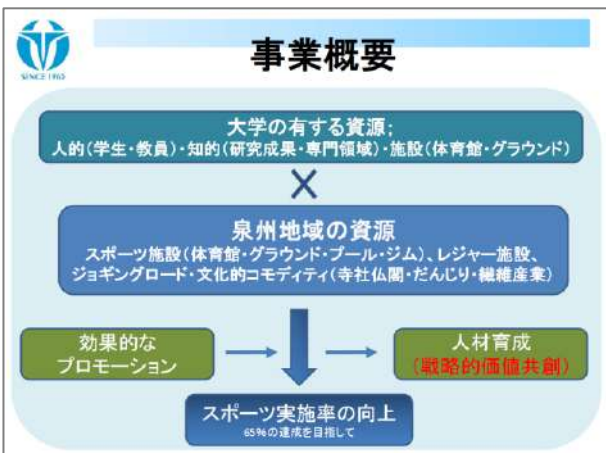 SINCE 1965
事業概要
大学の有する資源;
人的(学生・教員)・知的(研究成果・専門領域)・施設(体育館・グラウンド)
×
泉州地域の資源
スポーツ施設(体育館・グラウンド・プール・ジム)、レジャー施設、
ジョギングロード・文化的コモディティ(寺社仏閣・だんじり・繊維産業)
効果的な
プロモーション
人材育成
(戦略的価値共創)
スポーツ実施率の向上
65%の達成を目指して